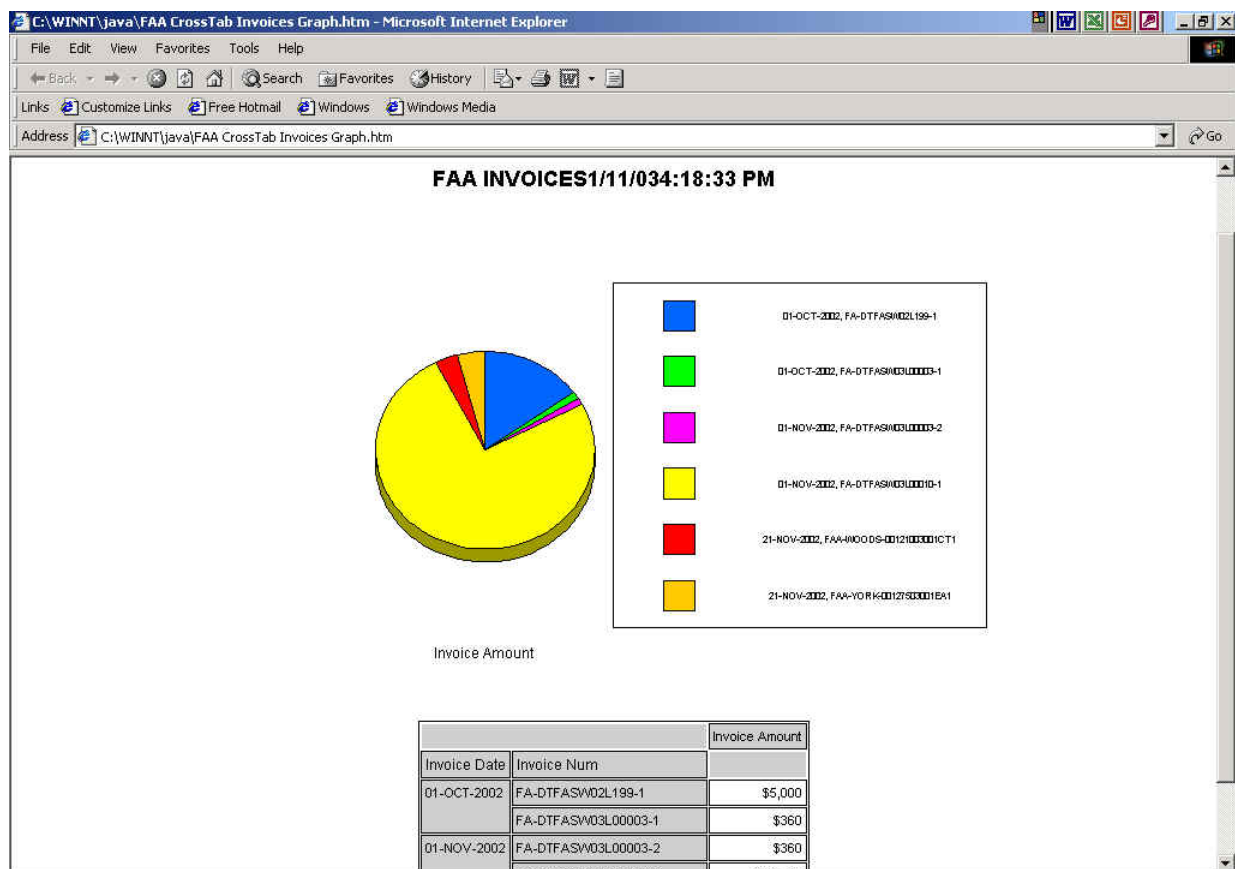 C:\WINNT\java\FAA CrossTab Invoices Graph.htm - Microsoft Internet Explorer
File Edit View Favorites Tools Help
Back Search Favorites History
Links Customize Links Free Hotmail Windows Windows Media
Address C:\WINNT\java\FAA CrossTab Invoices Graph.htm Go
FAA INVOICES1/11/034:18:33 PM
01-OCT-2002, FA-DTFASW02L199-1
01-OCT-2002, FA-DTFASW03L00003-1
01-NOV-2002, FA-DTFASW03L00003-2
01-NOV-2002, FA-DTFASW03L00010-1
21-NOV-2002, FAA-WOODS-00121003001CT1
21-NOV-2002, FAA-YORK-00127503001EA1
Invoice Amount
Invoice Amount
Invoice Date Invoice Num
01-OCT-2002 FA-DTFASW02L199-1 $5,000
FA-DTFASW03L00003-1 $360
01-NOV-2002 FA-DTFASW03L00003-2 $360